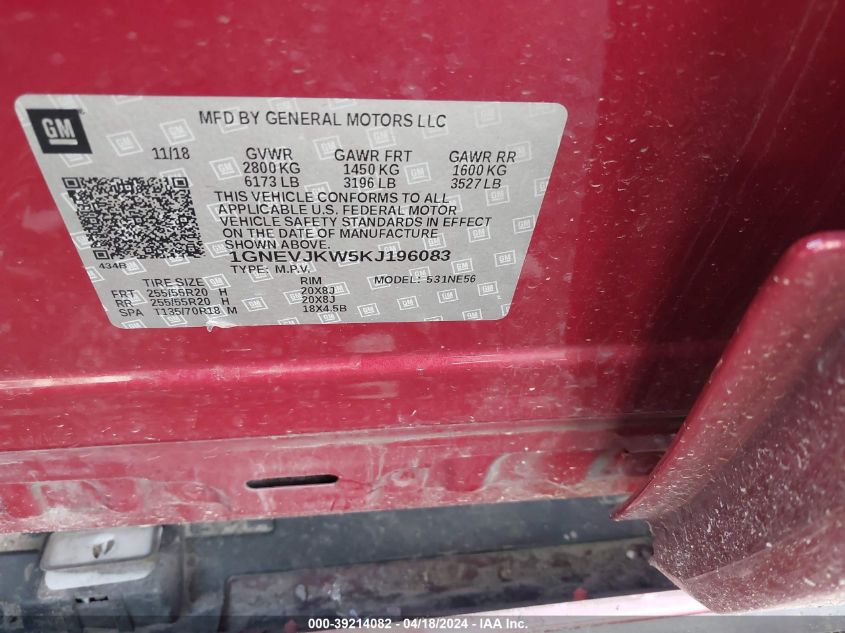 GM
MFD BY GENERAL MOTORS LLC
11/18 GVWR GAWR FRT GAWR RR
2800 KG 1450 KG 1600 KG
6173 LB 3196 LB 3527 LB
THIS VEHICLE CONFORMS TO ALL
APPLICABLE U.S. FEDERAL MOTOR
VEHICLE SAFETY STANDARDS IN EFFECT
ON THE DATE OF MANUFACTURE
SHOWN ABOVE.
434B 1GNEVJKW5KJ196083
TYPE: M.P.V. MODEL: 531NE56
TIRE SIZE RIM
FRT 255/55R20 H 20X8J
RR 255/55R20 H 20X8J
SPA T135/70R18 M 18X4.5B
000-39214082 - 04/18/2024 - IAA Inc.